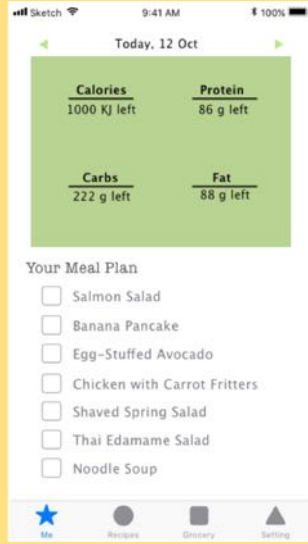 Sketch 9:41 AM 100%
Today, 12 Oct
Calories Protein
1000 KJ left 86 g left
Carbs Fat
222 g left 88 g left
Your Meal Plan
Salmon Salad
Banana Pancake
Egg-Stuffed Avocado
Chicken with Carrot Fritters
Shaved Spring Salad
Thai Edamame Salad
Noodle Soup
Me Recipes Grocery Setting